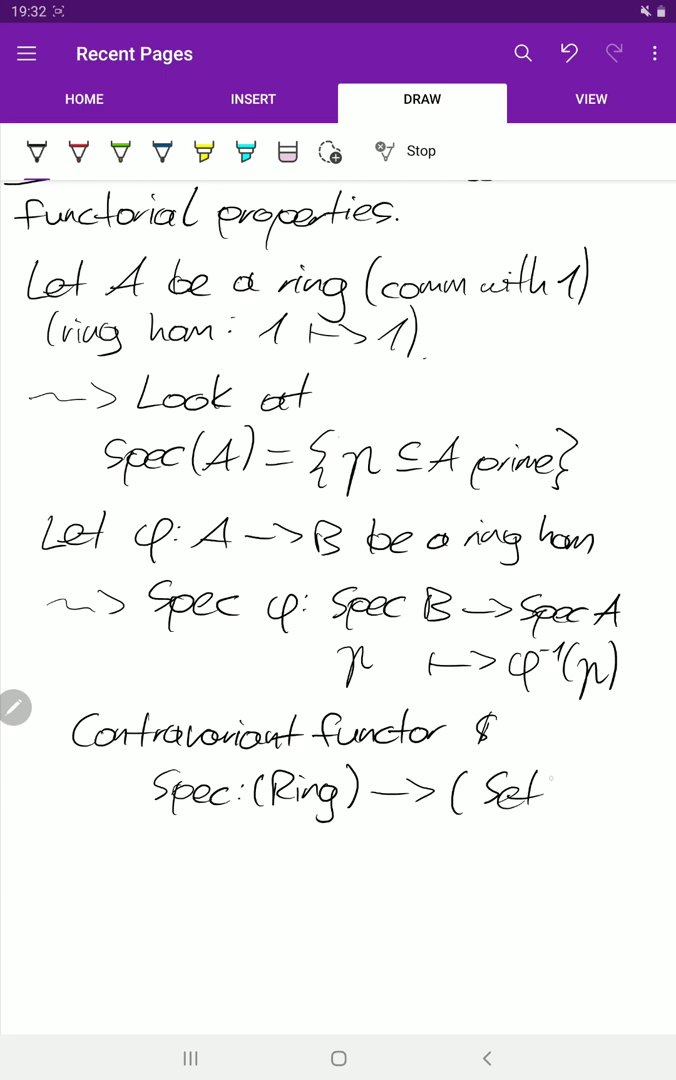 19:32
Recent Pages
HOME INSERT DRAW VIEW
Stop
functorial properties.
Let A be a ring (comm with 1)
(ring hom: 1 ↦ 1).
~> Look at
Spec(A) = {p ⊆ A prime}
Let φ: A -> B be a ring hom
~> Spec φ: Spec B -> Spec A
p ↦ φ⁻¹(p)
Contravariant functor
Spec: (Ring) -> (Set